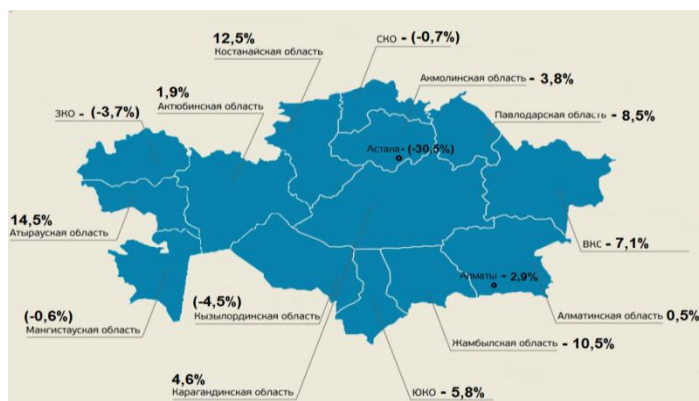 12,5%
Костанайская область
СКО - (-0,7%)
Акмолинская область - 3,8%
1,9%
Актюбинская область
ЗКО - (-3,7%)
Павлодарская область - 8,5%
Астана- (-30,5%)
14,5%
Атырауская область
ВКС - 7,1%
Алматы - 2,9%
(-0,6%)
Мангистауская область
(-4,5%)
Кызылординская область
Алматинская область 0,5%
Жамбылская область - 10,5%
4,6%
Карагандинская область
ЮКО - 5,8%